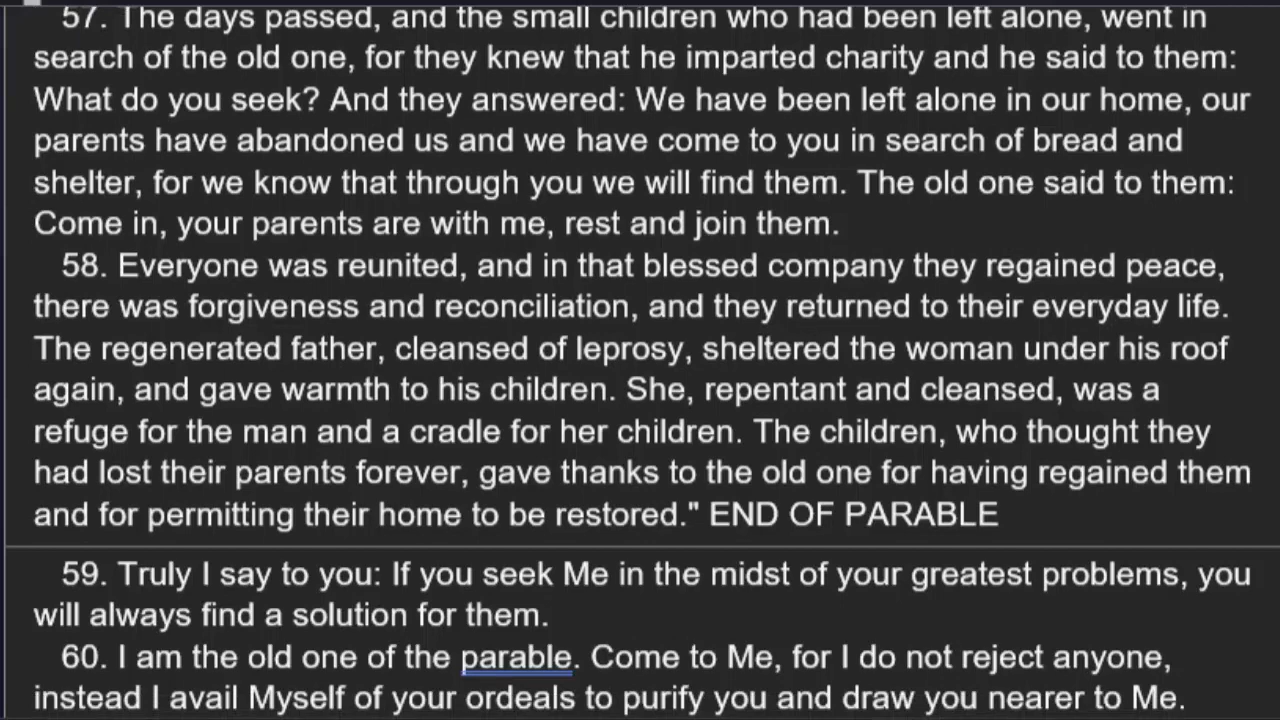 57. The days passed, and the small children who had been left alone, went in
search of the old one, for they knew that he imparted charity and he said to them:
What do you seek? And they answered: We have been left alone in our home, our
parents have abandoned us and we have come to you in search of bread and
shelter, for we know that through you we will find them. The old one said to them:
Come in, your parents are with me, rest and join them.
58. Everyone was reunited, and in that blessed company they regained peace,
there was forgiveness and reconciliation, and they returned to their everyday life.
The regenerated father, cleansed of leprosy, sheltered the woman under his roof
again, and gave warmth to his children. She, repentant and cleansed, was a
refuge for the man and a cradle for her children. The children, who thought they
had lost their parents forever, gave thanks to the old one for having regained them
and for permitting their home to be restored." END OF PARABLE
59. Truly I say to you: If you seek Me in the midst of your greatest problems, you
will always find a solution for them.
60. I am the old one of the parable. Come to Me, for I do not reject anyone,
instead I avail Myself of your ordeals to purify you and draw you nearer to Me.